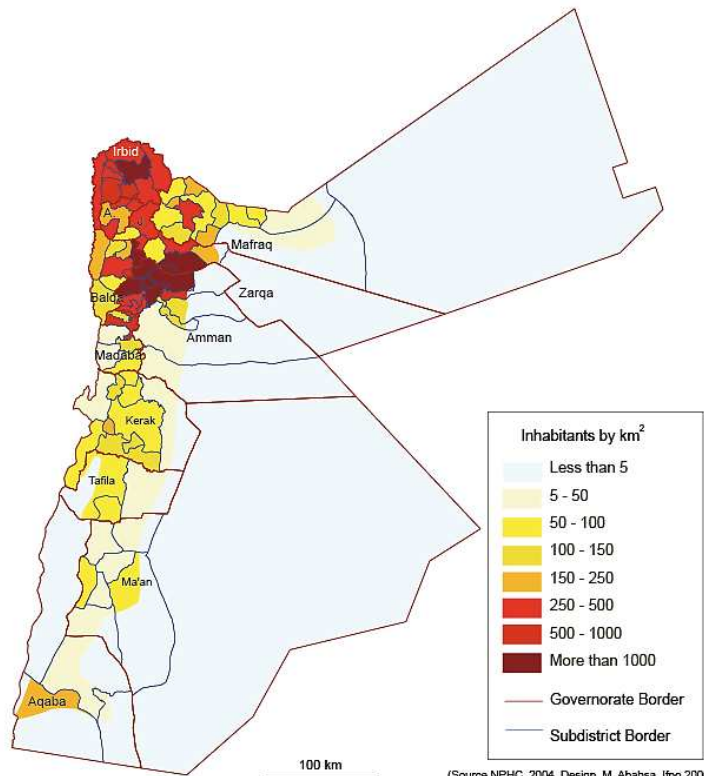 Irbid
A.
J
Mafraq
Zarqa
Balqa
Amman
Madaba
Kerak
Tafila
Ma'an
Aqaba
Inhabitants by km²
Less than 5
5 - 50
50 - 100
100 - 150
150 - 250
250 - 500
500 - 1000
More than 1000
Governorate Border
Subdistrict Border
100 km
(Source NPHC, 2004, Design, M. Ababsa, Ifpo 200